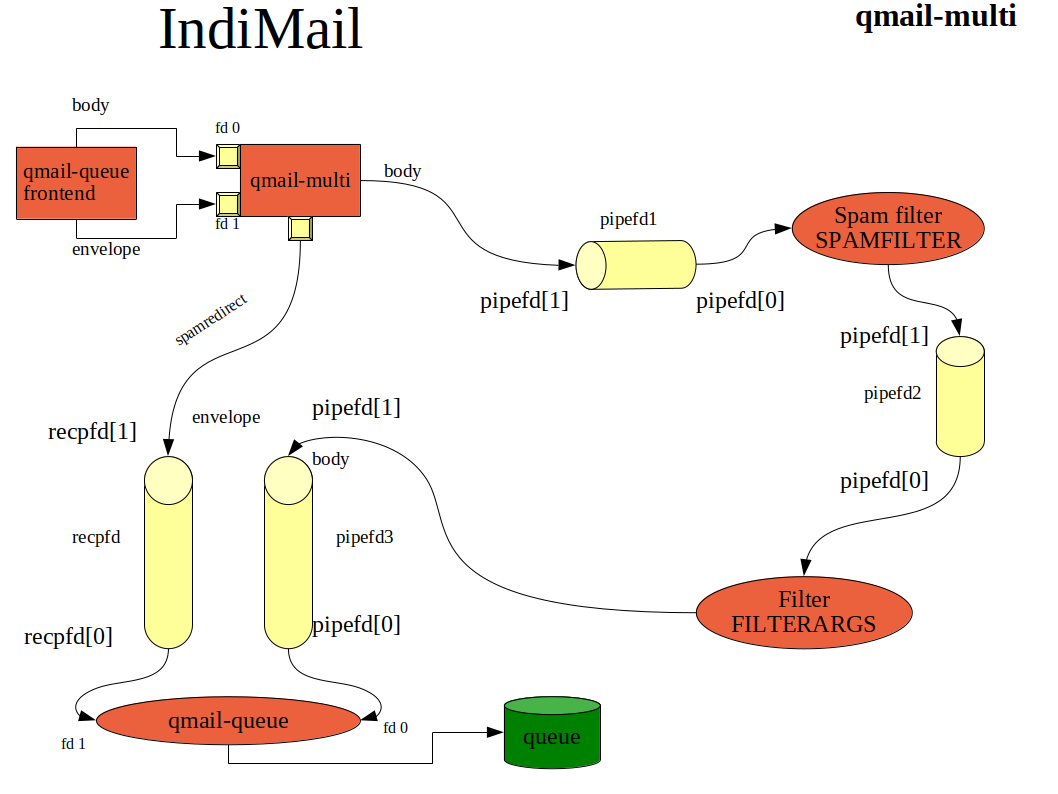 IndiMail
qmail-multi
body
fd 0
qmail-queue
frontend
qmail-multi
body
fd 1
envelope
pipefd1
Spam filter
SPAMFILTER
pipefd[1]
pipefd[0]
spamredirect
pipefd[1]
pipefd2
envelope
pipefd[1]
recpfd[1]
body
pipefd[0]
recpfd
pipefd3
Filter
FILTERARGS
recpfd[0]
pipefd[0]
qmail-queue
fd 1
fd 0
queue